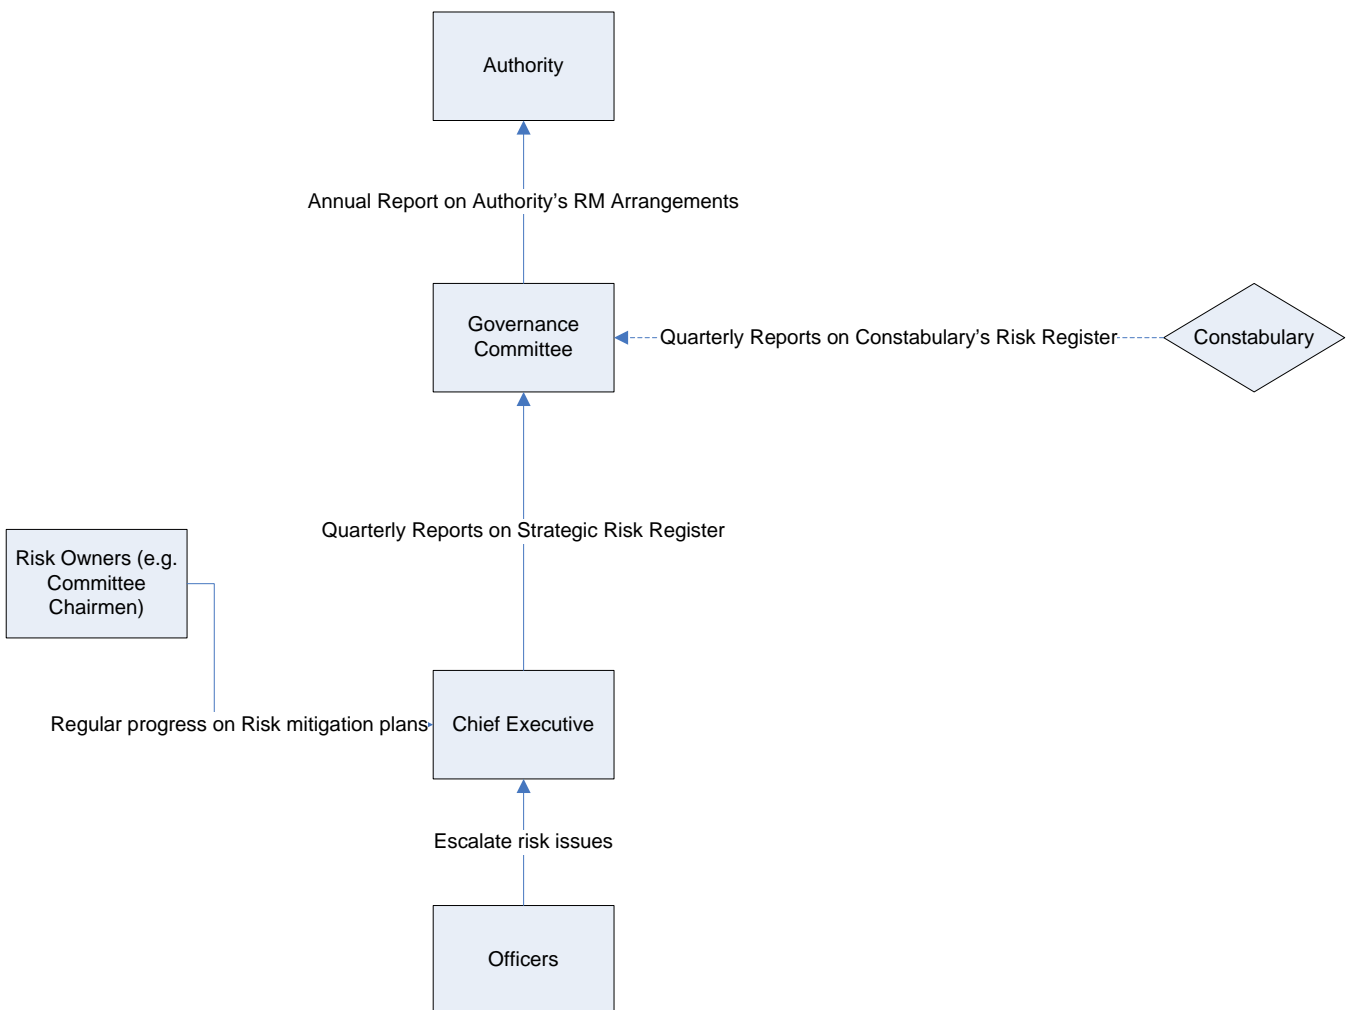 Authority
Annual Report on Authority's RM Arrangements
Governance
Committee
Quarterly Reports on Constabulary's Risk Register
Constabulary
Quarterly Reports on Strategic Risk Register
Risk Owners (e.g.
Committee
Chairmen)
Regular progress on Risk mitigation plans
Chief Executive
Escalate risk issues
Officers